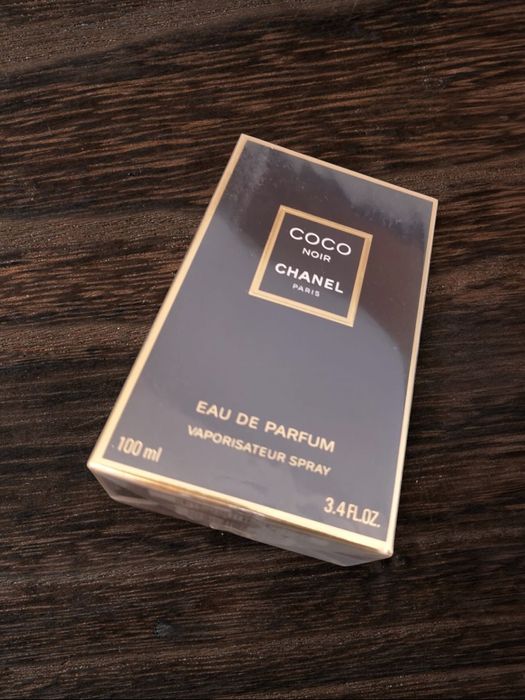 COCO
NOIR
CHANEL
PARIS
EAU DE PARFUM
VAPORISATEUR SPRAY
100 ml
3.4 FL.OZ.